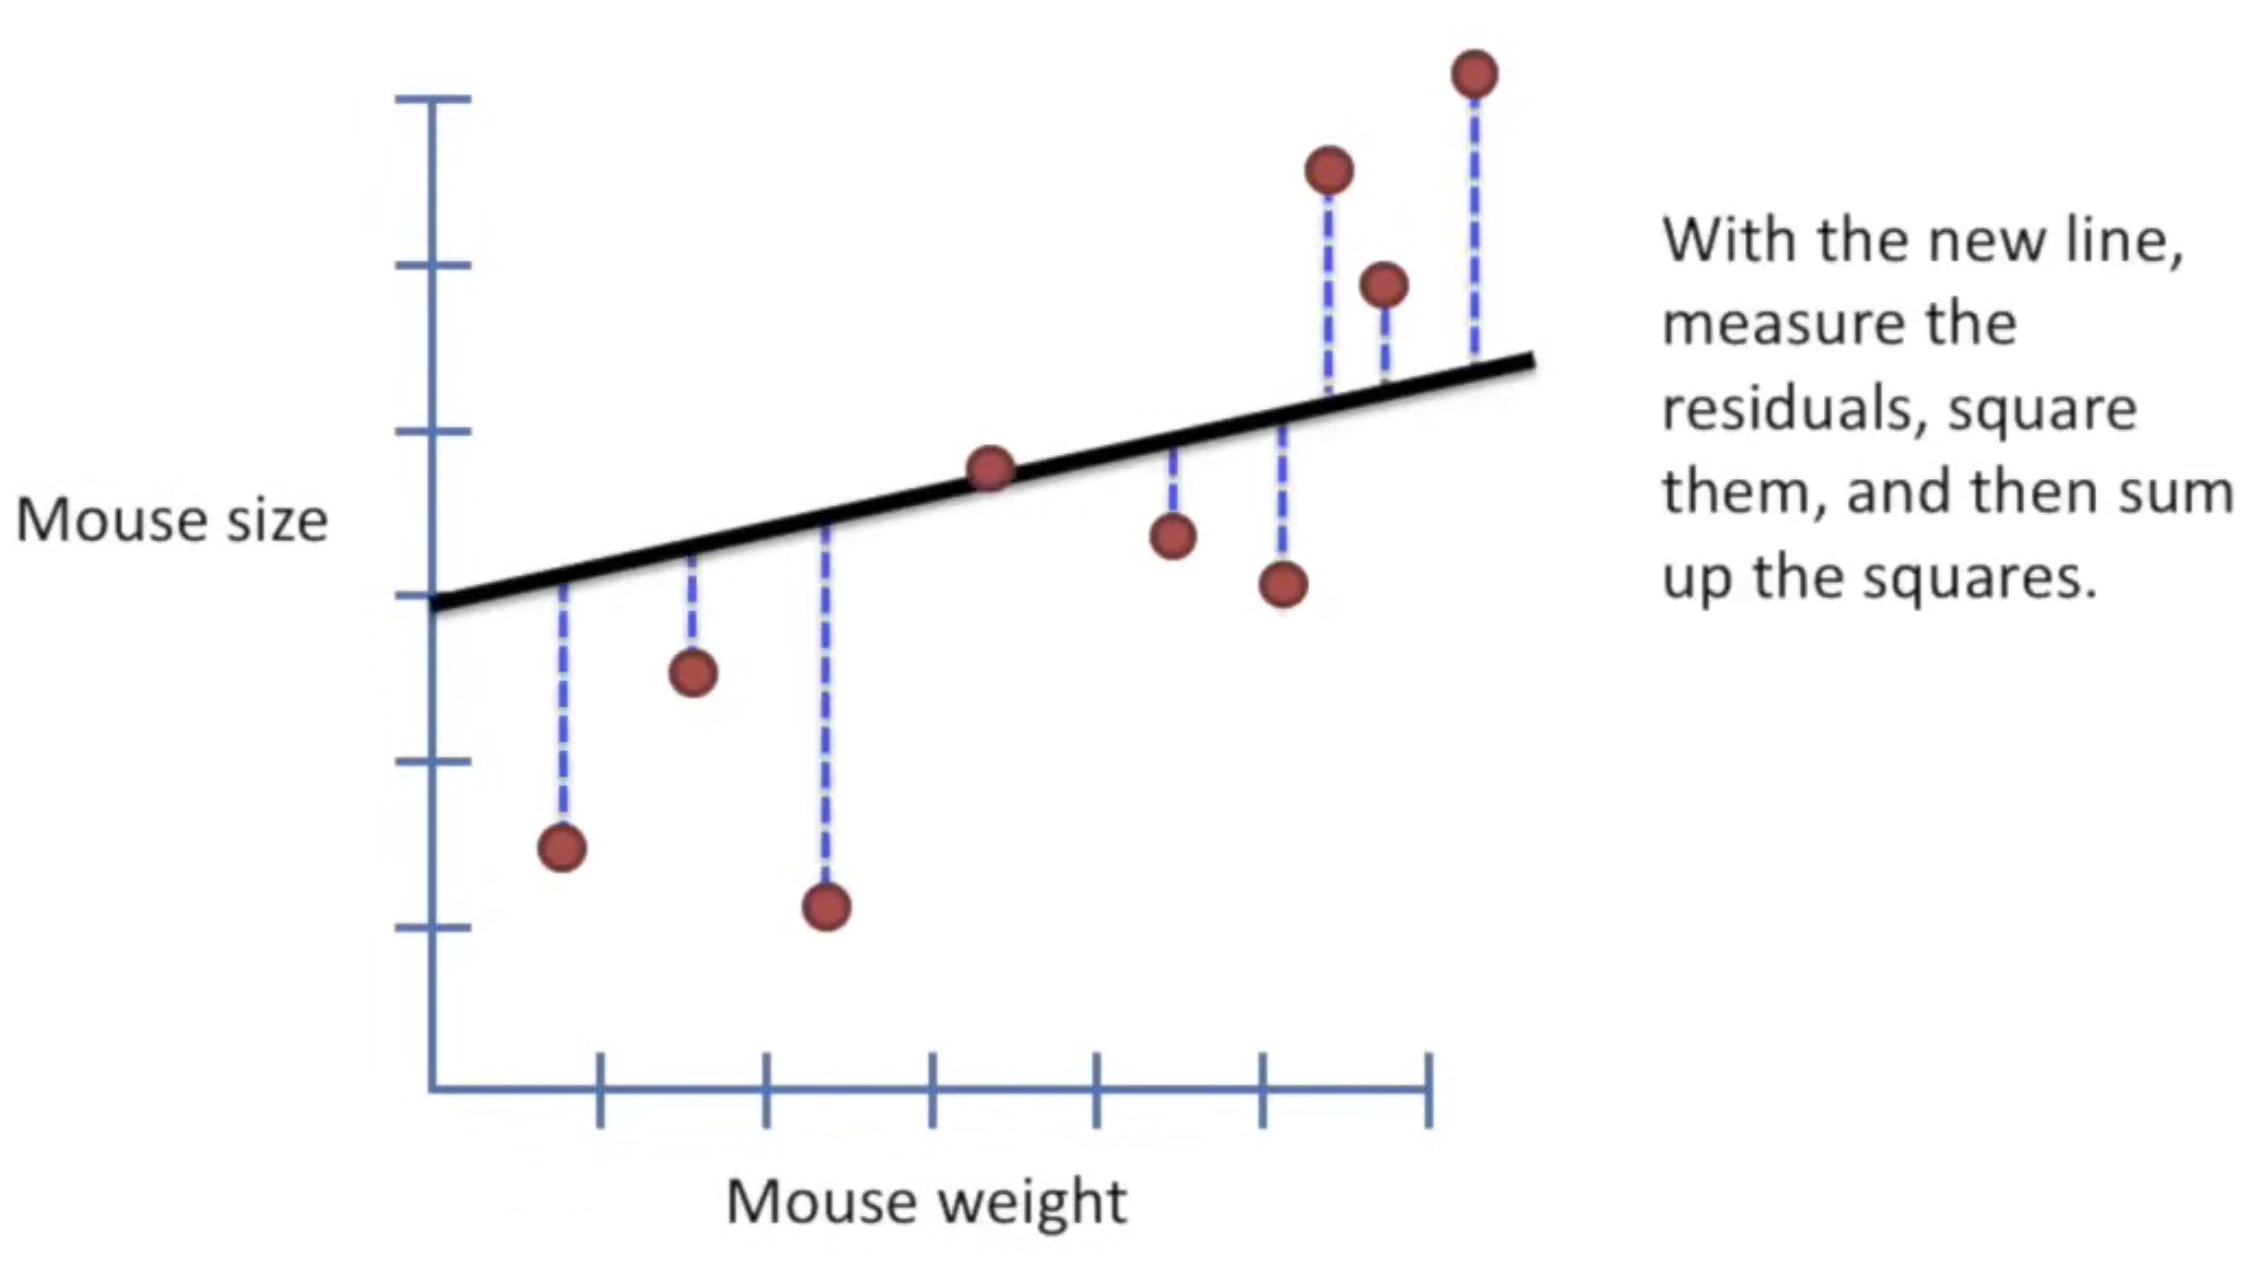 With the new line,
measure the
residuals, square
them, and then sum
up the squares.
Mouse size
Mouse weight